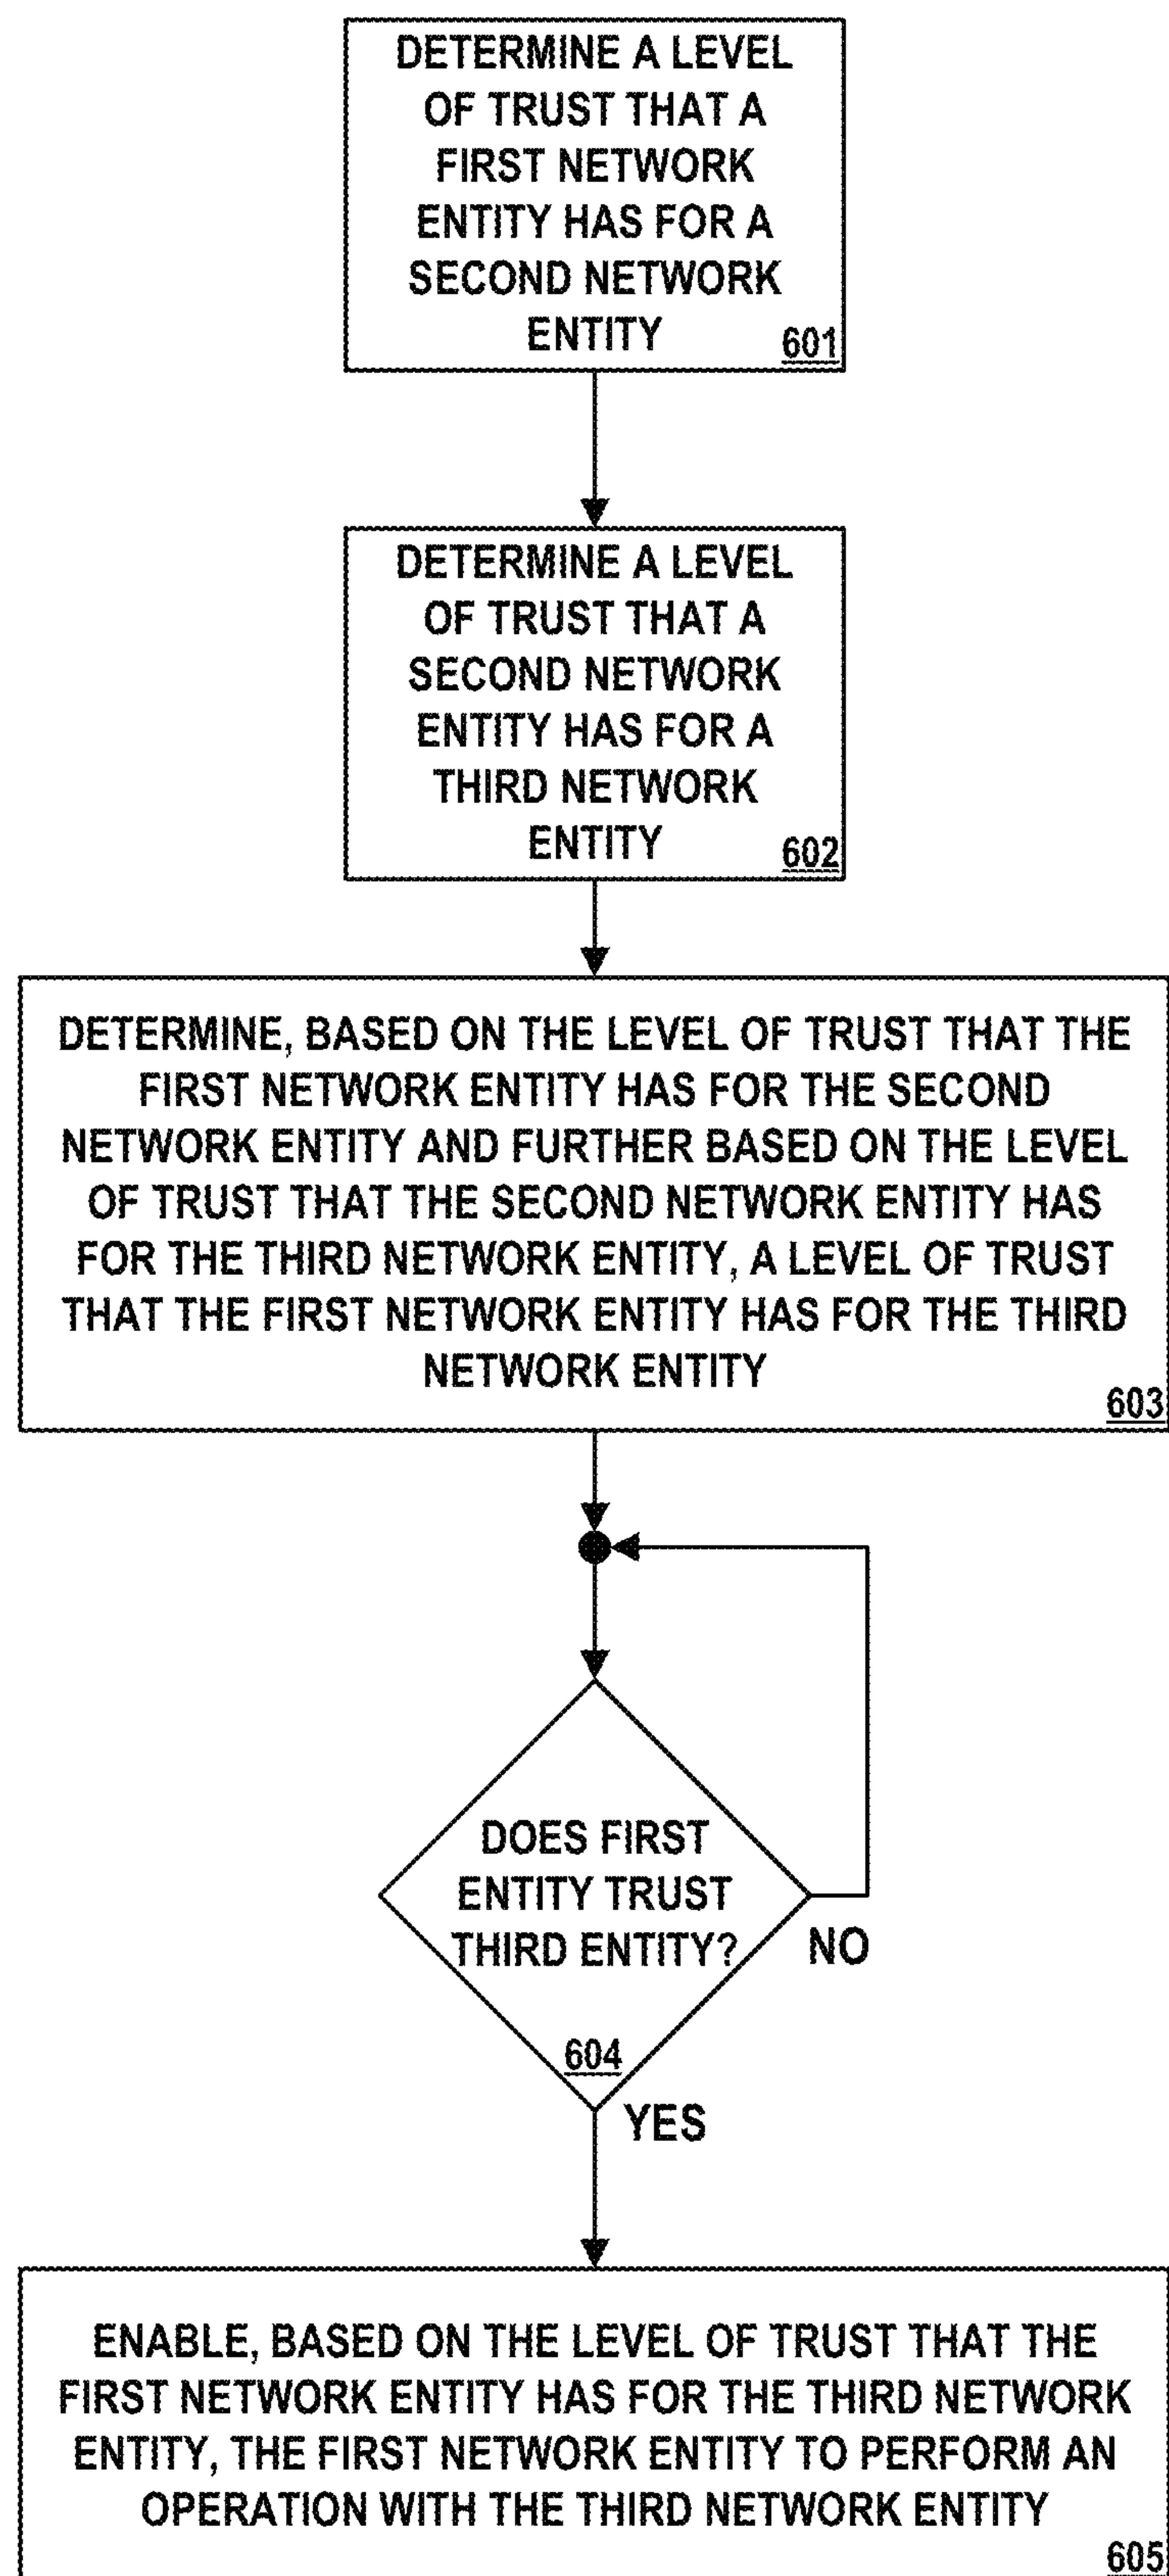 DETERMINE A LEVEL
OF TRUST THAT A
FIRST NETWORK
ENTITY HAS FOR A
SECOND NETWORK
ENTITY
601
DETERMINE A LEVEL
OF TRUST THAT A
SECOND NETWORK
ENTITY HAS FOR A
THIRD NETWORK
ENTITY
602
DETERMINE, BASED ON THE LEVEL OF TRUST THAT THE
FIRST NETWORK ENTITY HAS FOR THE SECOND
NETWORK ENTITY AND FURTHER BASED ON THE LEVEL
OF TRUST THAT THE SECOND NETWORK ENTITY HAS
FOR THE THIRD NETWORK ENTITY, A LEVEL OF TRUST
THAT THE FIRST NETWORK ENTITY HAS FOR THE THIRD
NETWORK ENTITY
603
DOES FIRST
ENTITY TRUST
THIRD ENTITY?
NO
604
YES
ENABLE, BASED ON THE LEVEL OF TRUST THAT THE
FIRST NETWORK ENTITY HAS FOR THE THIRD NETWORK
ENTITY, THE FIRST NETWORK ENTITY TO PERFORM AN
OPERATION WITH THE THIRD NETWORK ENTITY
605